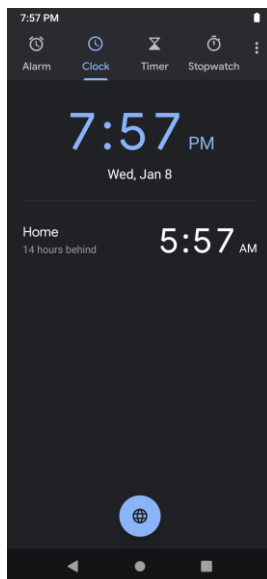 7:57 PM
Alarm Clock Timer Stopwatch
7:57 PM
Wed, Jan 8
Home
14 hours behind
5:57 AM